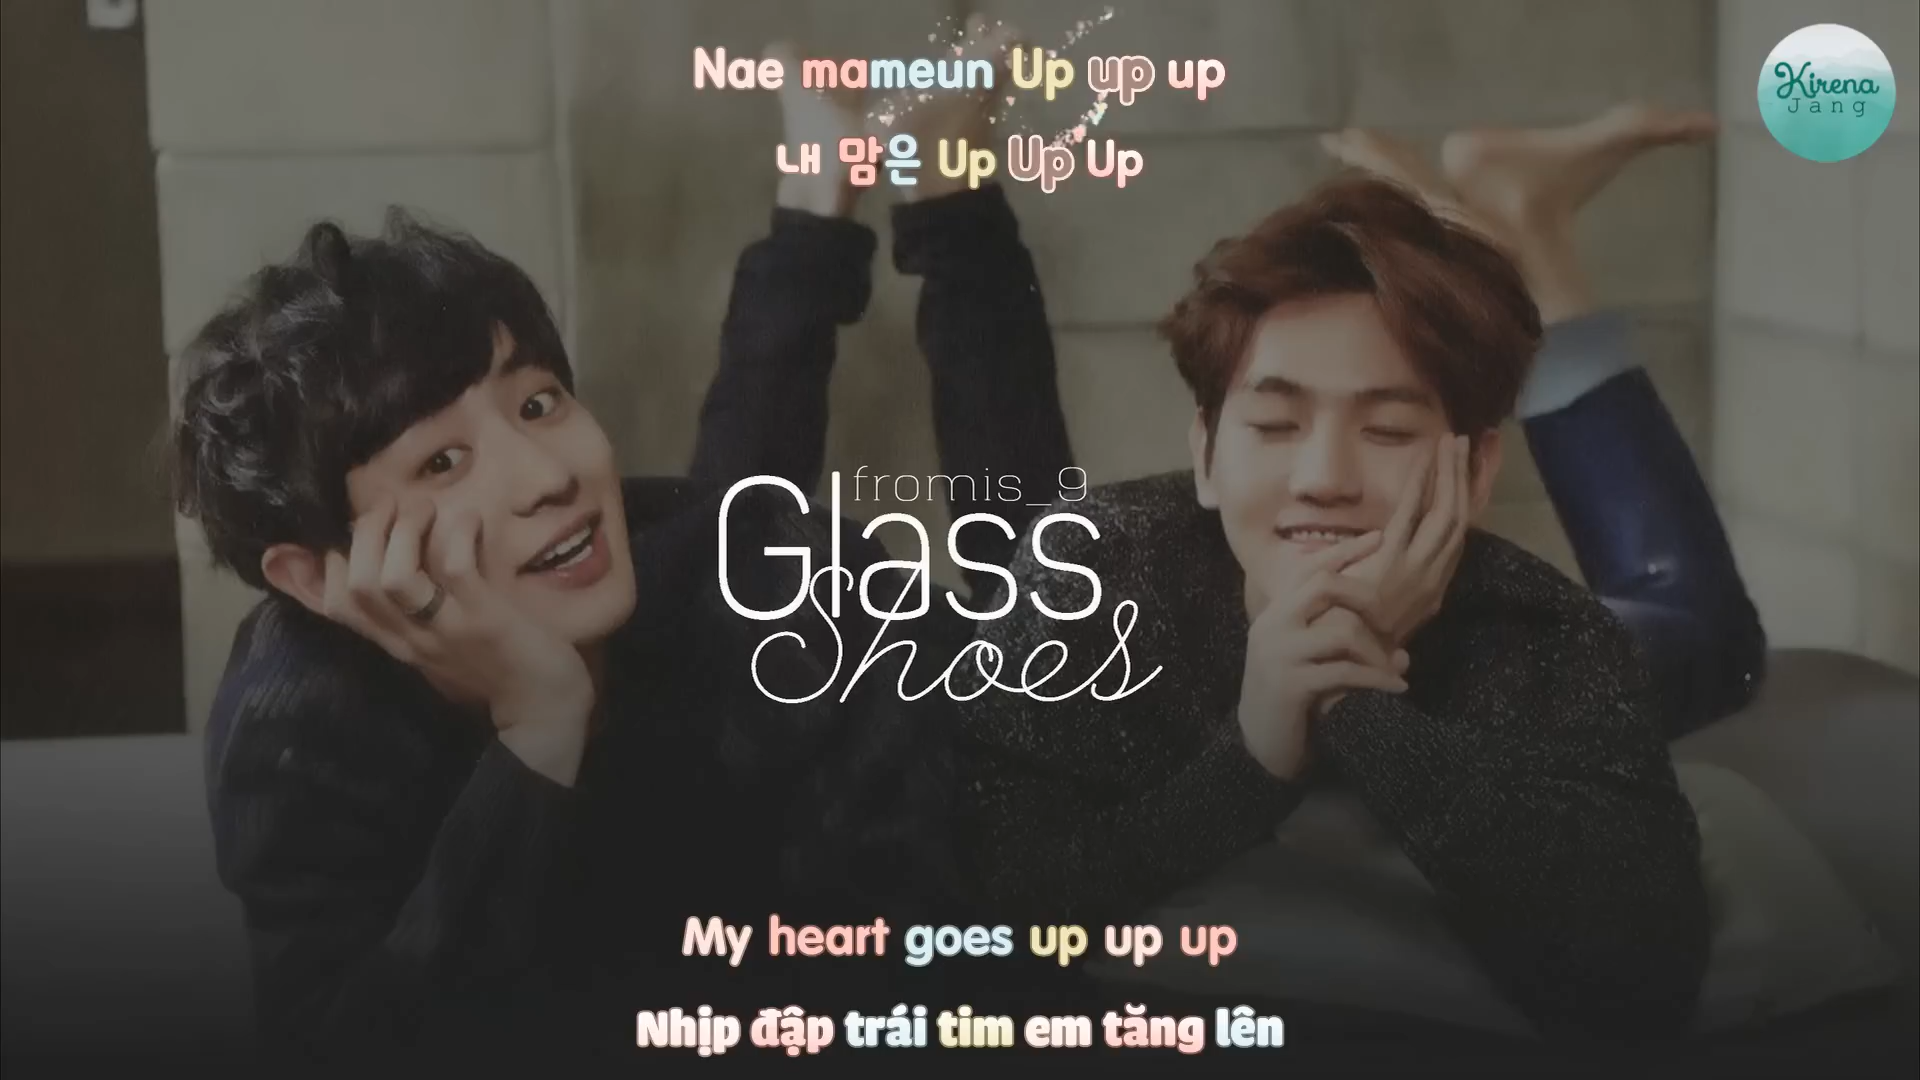 Nae mameun Up up up
내 맘은 Up Up Up
Kirena
Jang
fromis_9
Glass
Shoes
My heart goes up up up
Nhịp đập trái tim em tăng lên